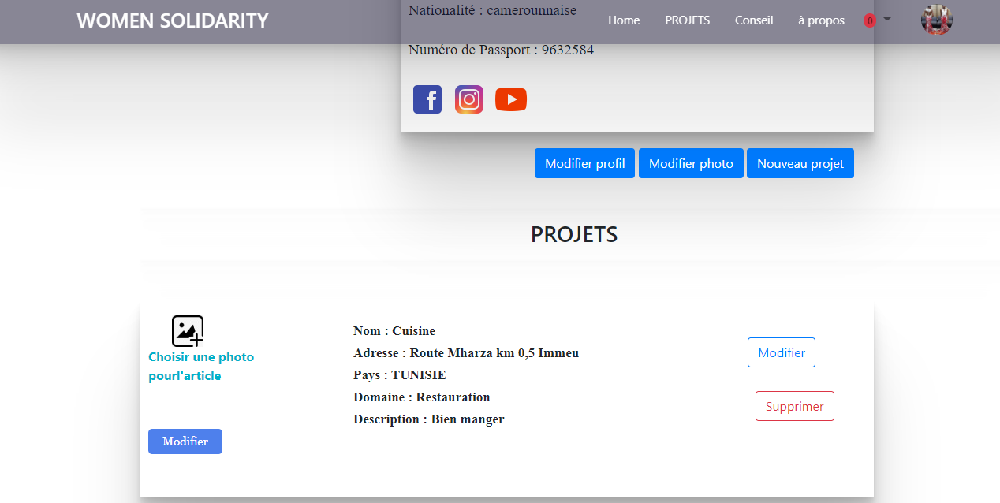 WOMEN SOLIDARITY
Home PROJETS Conseil à propos 0
Nationalité : camerounnaise
Numéro de Passport : 9632584
Modifier profil Modifier photo Nouveau projet
PROJETS
Choisir une photo
pourl'article
Modifier
Nom : Cuisine
Adresse : Route Mharza km 0,5 Immeu
Pays : TUNISIE
Domaine : Restauration
Description : Bien manger
Modifier
Supprimer